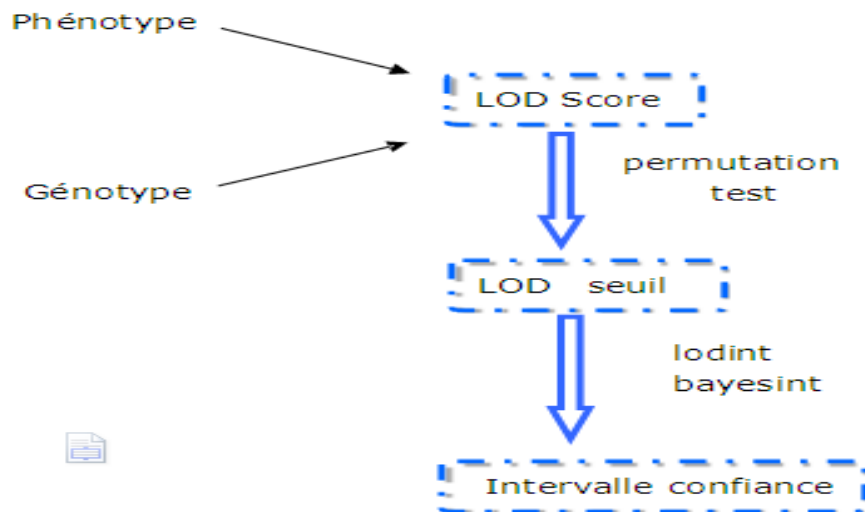 Phénotype
LOD Score
permutation
test
Génotype
LOD seuil
lodint
bayesint
Intervalle confiance